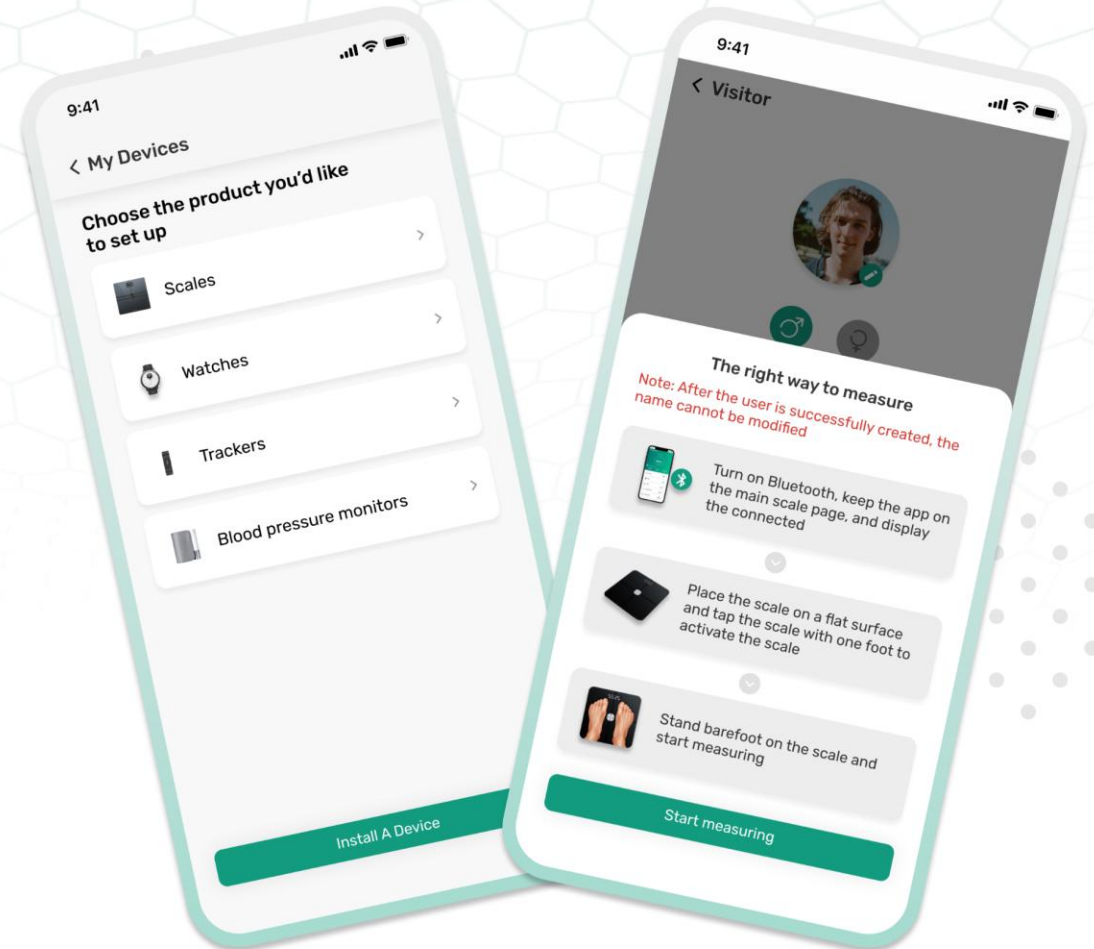 9:41
< My Devices
Choose the product you’d like
to set up
Scales
Watches
Trackers
Blood pressure monitors
Install A Device
9:41
< Visitor
The right way to measure
Note: After the user is successfully created, the
name cannot be modified
Turn on Bluetooth, keep the app on
the main scale page, and display
the connected
Place the scale on a flat surface
and tap the scale with one foot to
activate the scale
Stand barefoot on the scale and
start measuring
Start measuring